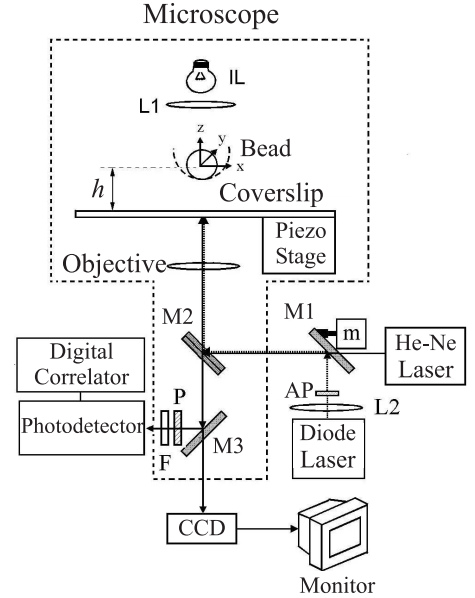 Microscope
IL
L1
z
y
Bead
x
h
Coverslip
Piezo
Stage
Objective
M1
m
M2
He-Ne
Laser
Digital
Correlator
AP
L2
P
Photodetector
M3
Diode
Laser
F
CCD
Monitor